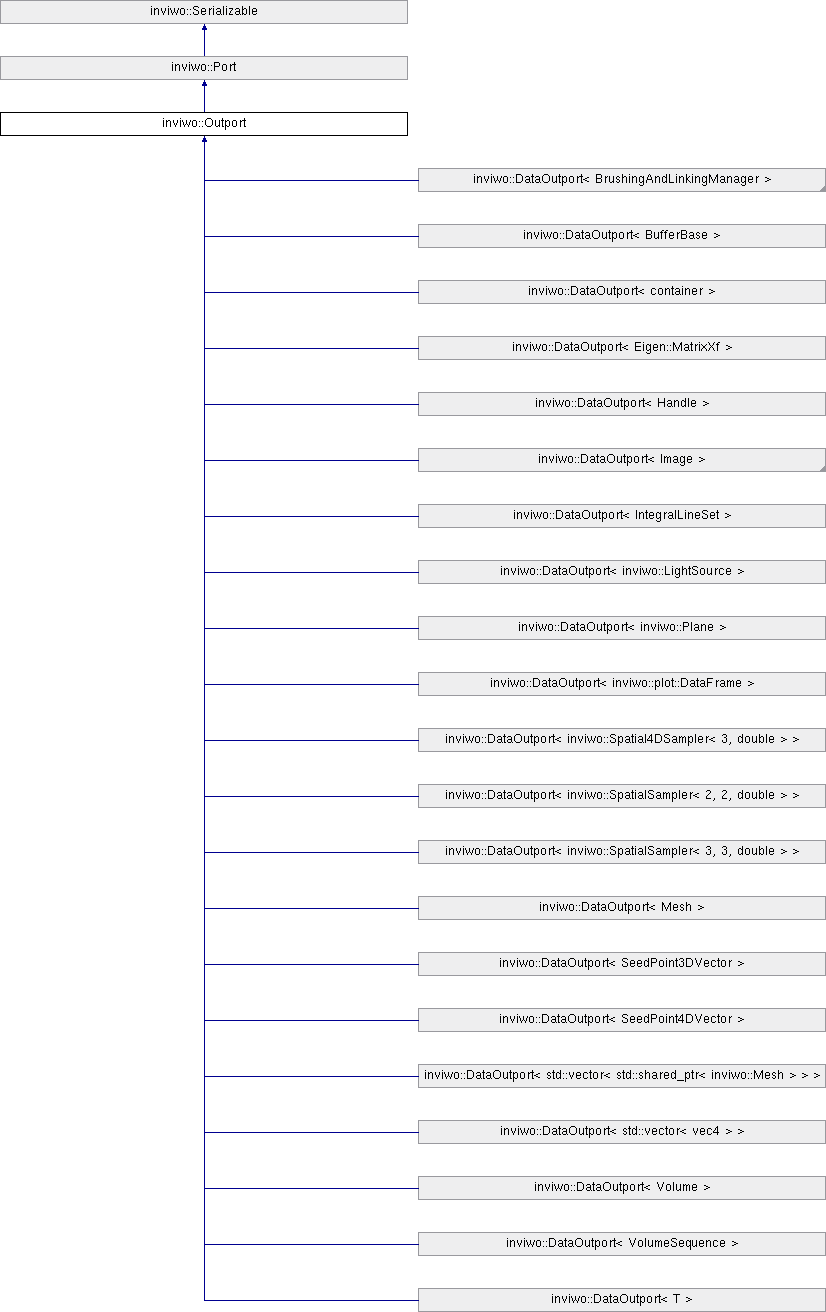 inviwo::Serializable
inviwo::Port
inviwo::Outport
inviwo::DataOutport< BrushingAndLinkingManager >
inviwo::DataOutport< BufferBase >
inviwo::DataOutport< container >
inviwo::DataOutport< Eigen::MatrixXf >
inviwo::DataOutport< Handle >
inviwo::DataOutport< Image >
inviwo::DataOutport< IntegralLineSet >
inviwo::DataOutport< inviwo::LightSource >
inviwo::DataOutport< inviwo::Plane >
inviwo::DataOutport< inviwo::plot::DataFrame >
inviwo::DataOutport< inviwo::Spatial4DSampler< 3, double > >
inviwo::DataOutport< inviwo::SpatialSampler< 2, 2, double > >
inviwo::DataOutport< inviwo::SpatialSampler< 3, 3, double > >
inviwo::DataOutport< Mesh >
inviwo::DataOutport< SeedPoint3DVector >
inviwo::DataOutport< SeedPoint4DVector >
inviwo::DataOutport< std::vector< std::shared_ptr< inviwo::Mesh > > >
inviwo::DataOutport< std::vector< vec4 > >
inviwo::DataOutport< Volume >
inviwo::DataOutport< VolumeSequence >
inviwo::DataOutport< T >